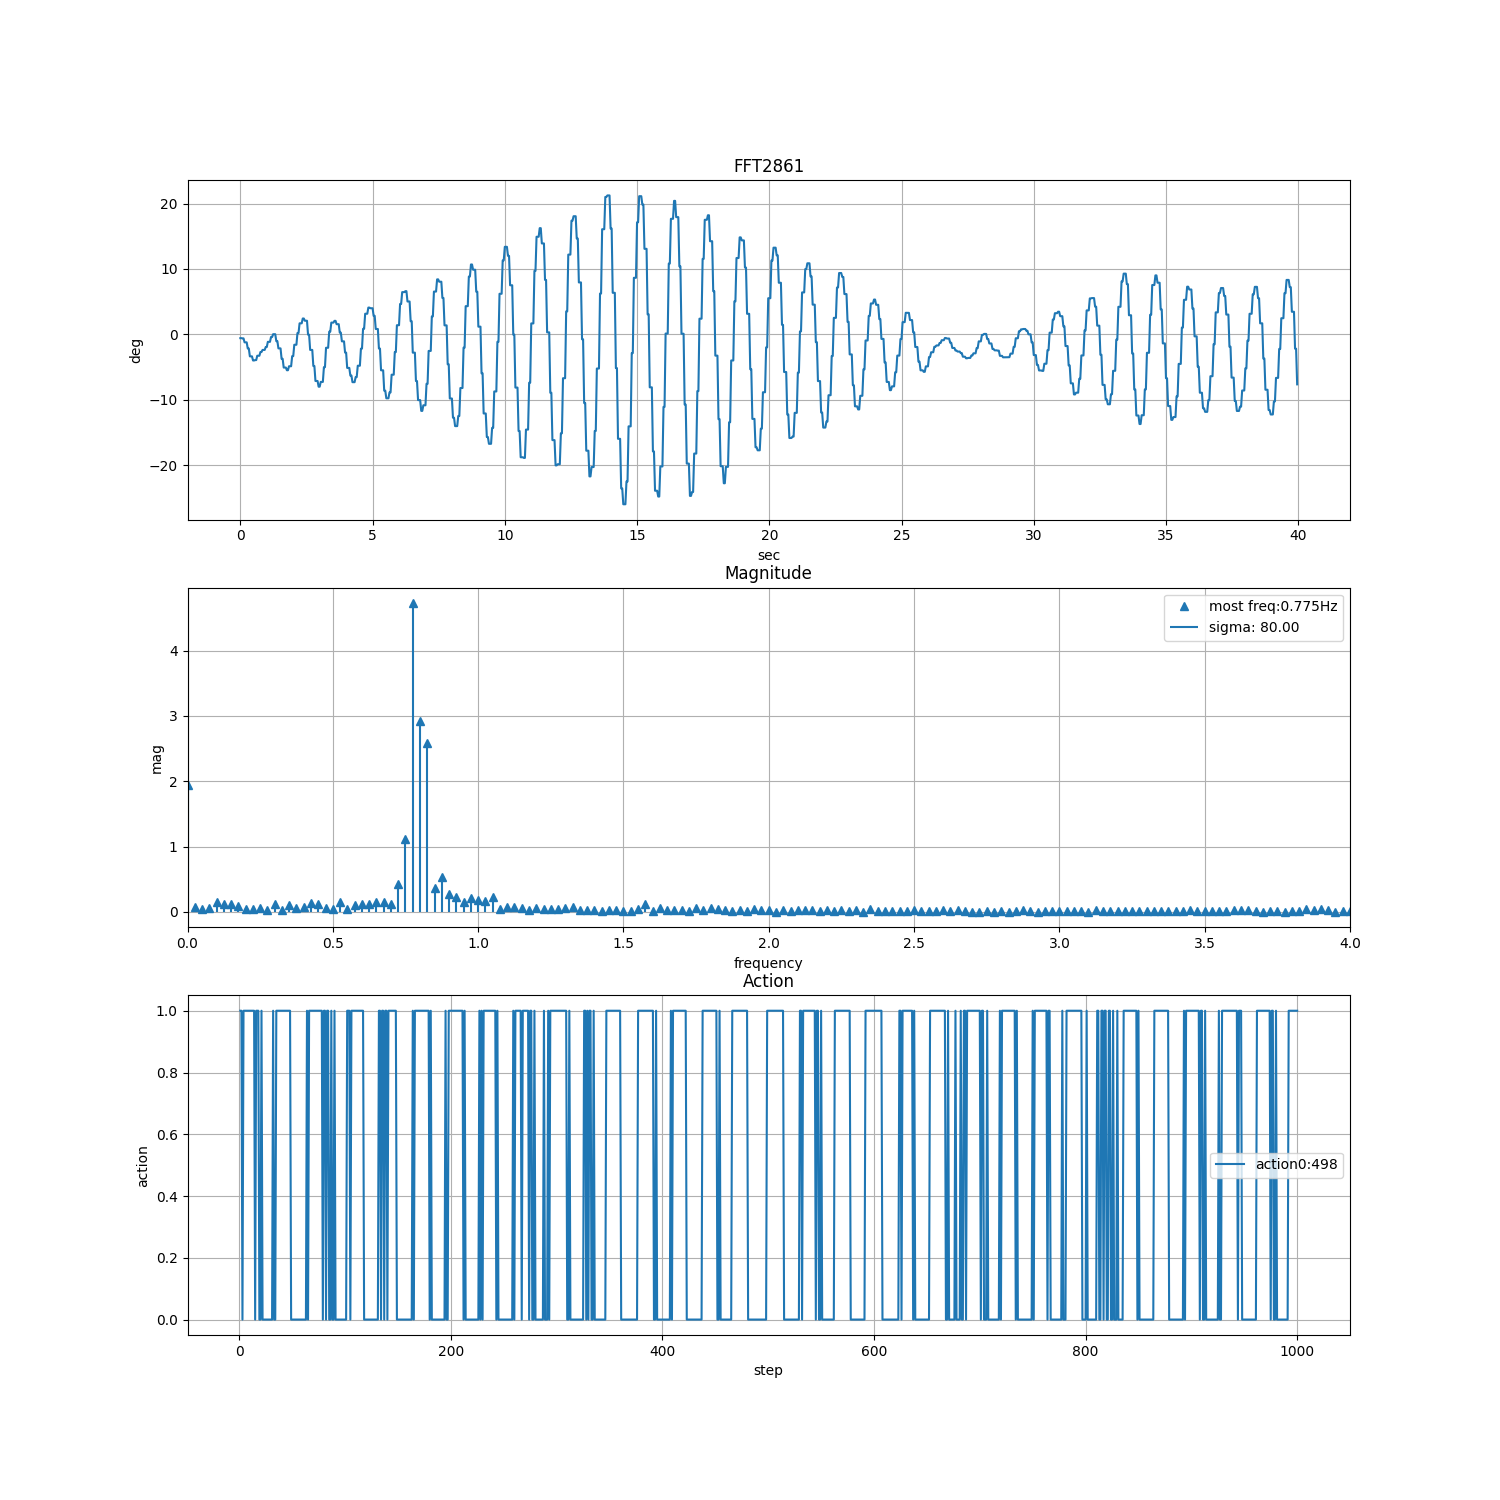 FFT2861
20
10
0
−10
−20
deg
0 5 10 15 20 25 30 35 40
sec
Magnitude
most freq:0.775Hz
sigma: 80.00
4
3
2
1
0
mag
0.0 0.5 1.0 1.5 2.0 2.5 3.0 3.5 4.0
frequency
Action
1.0
0.8
0.6
0.4
0.2
0.0
action
action0:498
0 200 400 600 800 1000
step